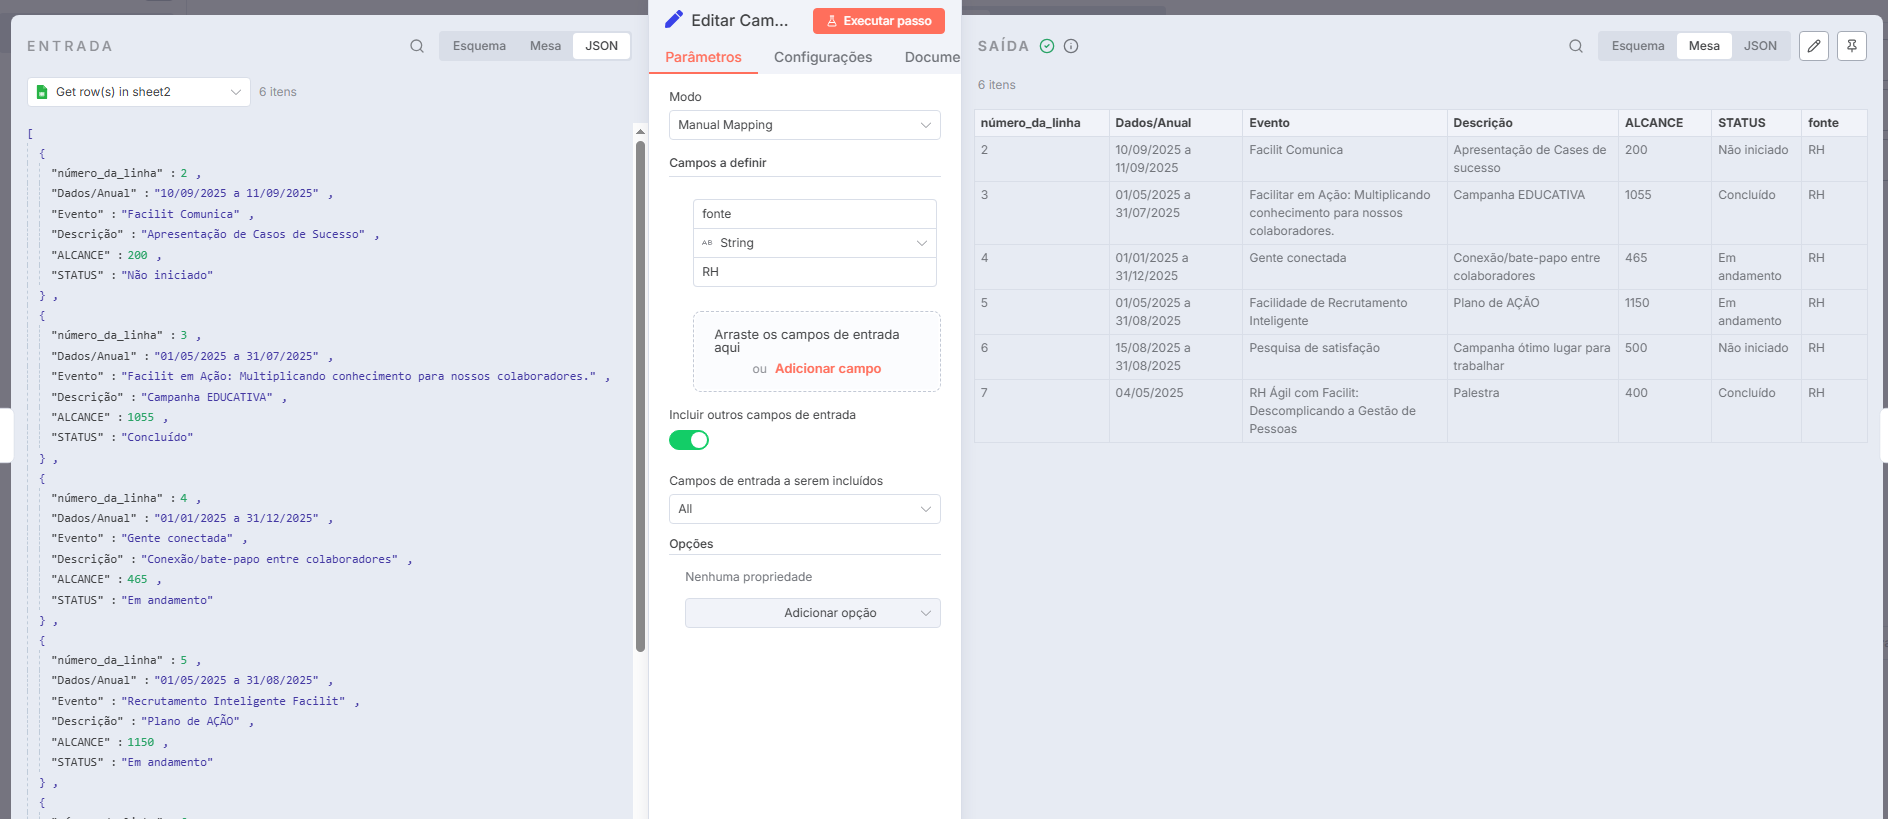 ENTRADA
Esquema
Mesa
JSON
Get row(s) in sheet2
6 itens
[
{
"número_da_linha" : 2 ,
"Dados/Anual" : "10/09/2025 a 11/09/2025" ,
"Evento" : "Facilit Comunica" ,
"Descrição" : "Apresentação de Casos de Sucesso" ,
"ALCANCE" : 200 ,
"STATUS" : "Não iniciado"
} ,
{
"número_da_linha" : 3 ,
"Dados/Anual" : "01/05/2025 a 31/07/2025" ,
"Evento" : "Facilit em Ação: Multiplicando conhecimento para nossos colaboradores." ,
"Descrição" : "Campanha EDUCATIVA" ,
"ALCANCE" : 1055 ,
"STATUS" : "Concluído"
} ,
{
"número_da_linha" : 4 ,
"Dados/Anual" : "01/01/2025 a 31/12/2025" ,
"Evento" : "Gente conectada" ,
"Descrição" : "Conexão/bate-papo entre colaboradores" ,
"ALCANCE" : 465 ,
"STATUS" : "Em andamento"
} ,
{
"número_da_linha" : 5 ,
"Dados/Anual" : "01/05/2025 a 31/08/2025" ,
"Evento" : "Recrutamento Inteligente Facilit" ,
"Descrição" : "Plano de AÇÃO" ,
"ALCANCE" : 1150 ,
"STATUS" : "Em andamento"
} ,
{
Editar Cam...
Executar passo
Parâmetros
Configurações
Docume
Modo
Manual Mapping
Campos a definir
fonte
AB String
RH
Arraste os campos de entrada
aqui
ou Adicionar campo
Incluir outros campos de entrada
Campos de entrada a serem incluídos
All
Opções
Nenhuma propriedade
Adicionar opção
SAÍDA
Esquema
Mesa
JSON
6 itens
número_da_linha Dados/Anual Evento Descrição ALCANCE STATUS fonte
2 10/09/2025 a Facilit Comunica Apresentação de Cases de 200 Não iniciado RH
11/09/2025 sucesso
3 01/05/2025 a Facilitar em Ação: Multiplicando Campanha EDUCATIVA 1055 Concluído RH
31/07/2025 conhecimento para nossos
colaboradores.
4 01/01/2025 a Gente conectada Conexão/bate-papo entre 465 Em RH
31/12/2025 colaboradores andamento
5 01/05/2025 a Facilidade de Recrutamento Plano de AÇÃO 1150 Em RH
31/08/2025 Inteligente andamento
6 15/08/2025 a Pesquisa de satisfação Campanha ótimo lugar para 500 Não iniciado RH
31/08/2025 trabalhar
7 04/05/2025 RH Ágil com Facilit: Palestra 400 Concluído RH
Descomplicando a Gestão de
Pessoas